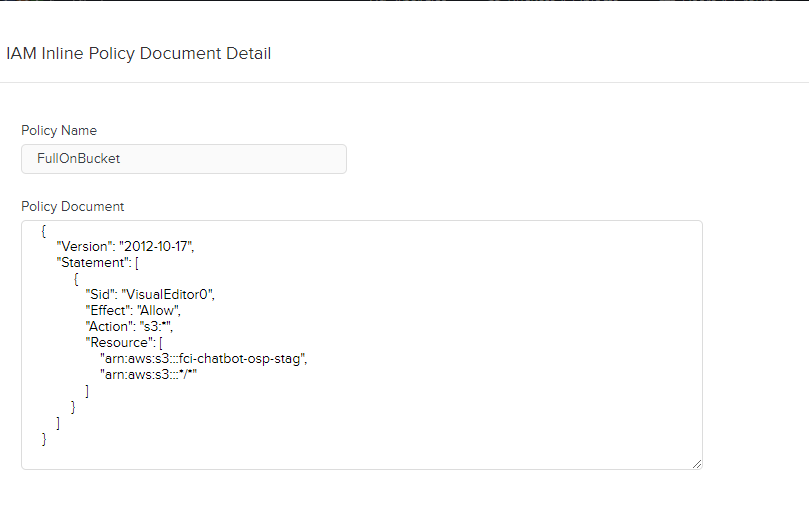 IAM Inline Policy Document Detail
Policy Name
FullOnBucket
Policy Document
{
"Version": "2012-10-17",
"Statement": [
{
"Sid": "VisualEditor0",
"Effect": "Allow",
"Action": "s3:*",
"Resource": [
"arn:aws:s3:::fci-chatbot-osp-stag",
"arn:aws:s3:::*/*"
]
}
]
}